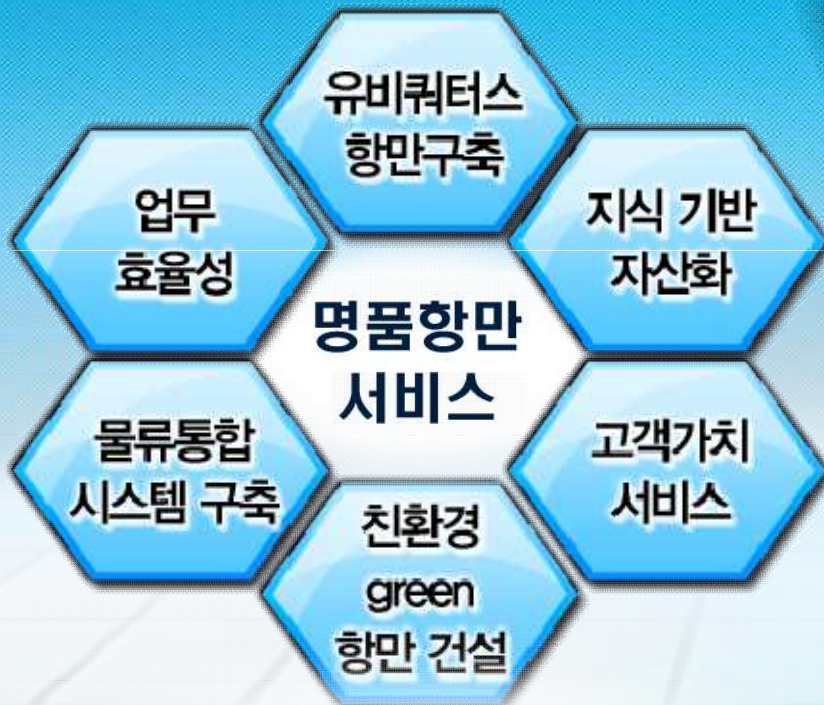 유비쿼터스
항만구축
업무
효율성
지식 기반
자산화
명품항만
서비스
물류통합
시스템 구축
고객가치
서비스
친환경
green
항만 건설